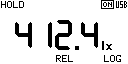 HOLD ON USB
412.4 lx
REL LOG